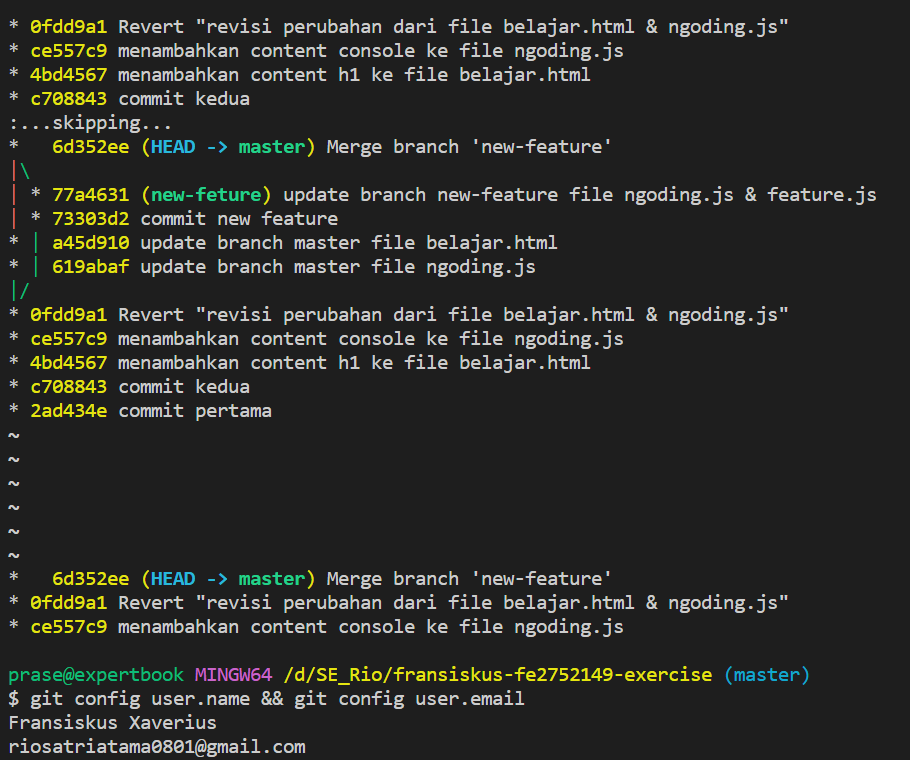 * 0fdd9a1 Revert "revisi perubahan dari file belajar.html & ngoding.js"
* ce557c9 menambahkan content console ke file ngoding.js
* 4bd4567 menambahkan content h1 ke file belajar.html
* c708843 commit kedua
:...skipping...
*   6d352ee (HEAD -> master) Merge branch 'new-feature'
|\
| * 77a4631 (new-feture) update branch new-feature file ngoding.js & feature.js
| * 73303d2 commit new feature
* | a45d910 update branch master file belajar.html
* | 619abaf update branch master file ngoding.js
|/
* 0fdd9a1 Revert "revisi perubahan dari file belajar.html & ngoding.js"
* ce557c9 menambahkan content console ke file ngoding.js
* 4bd4567 menambahkan content h1 ke file belajar.html
* c708843 commit kedua
* 2ad434e commit pertama
~
~
~
~
~
~
*   6d352ee (HEAD -> master) Merge branch 'new-feature'
* 0fdd9a1 Revert "revisi perubahan dari file belajar.html & ngoding.js"
* ce557c9 menambahkan content console ke file ngoding.js
prase@expertbook MINGW64 /d/SE_Rio/fransiskus-fe2752149-exercise (master)
$ git config user.name && git config user.email
Fransiskus Xaverius
riosatriatama0801@gmail.com